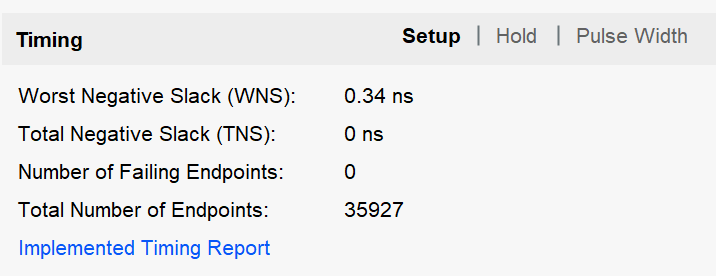 Timing Setup | Hold | Pulse Width
Worst Negative Slack (WNS): 0.34 ns
Total Negative Slack (TNS): 0 ns
Number of Failing Endpoints: 0
Total Number of Endpoints: 35927
Implemented Timing Report